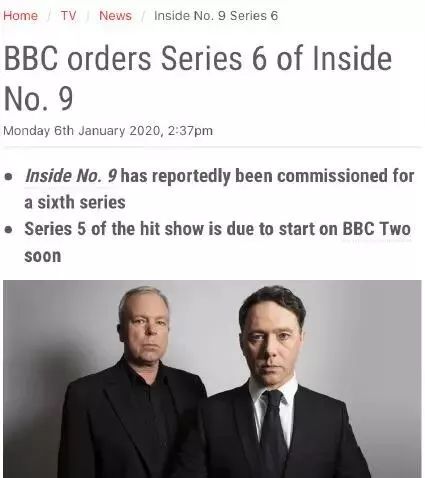 Home / TV / News / Inside No. 9 Series 6
BBC orders Series 6 of Inside
No. 9
Monday 6th January 2020, 2:37pm
• Inside No. 9 has reportedly been commissioned for
a sixth series
• Series 5 of the hit show is due to start on BBC Two
soon